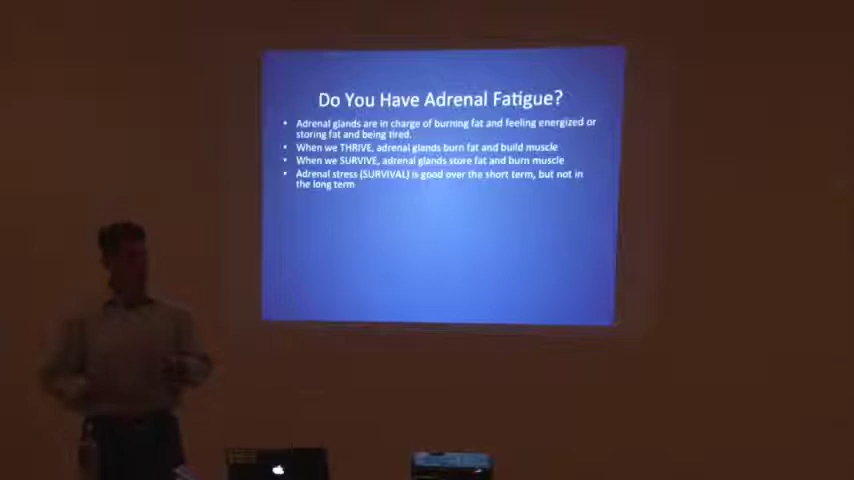 Do You Have Adrenal Fatigue?
• Adrenal glands are in charge of burning fat and feeling energized or
storing fat and being tired.
• When we THRIVE, adrenal glands burn fat and build muscle
• When we SURVIVE, adrenal glands store fat and burn muscle
• Adrenal stress (SURVIVAL) is good over the short term, but not in
the long term